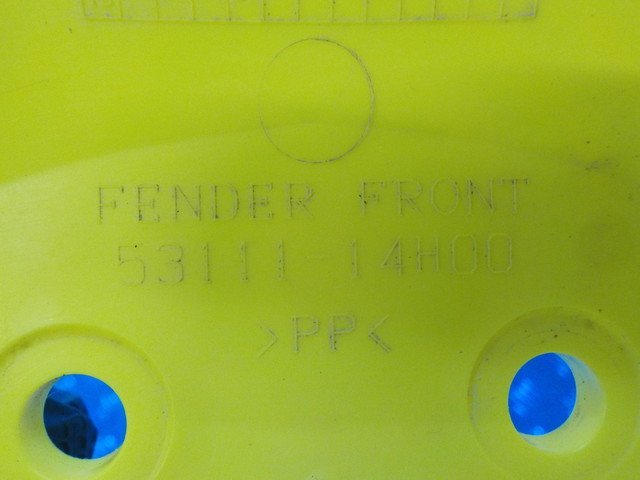 FENDER FRONT
53111-14H00
>PP<